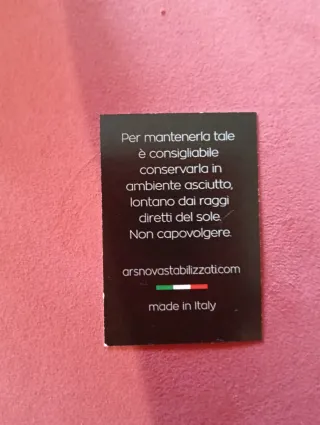 Per mantenerla tale
è consigliabile
conservarla in
ambiente asciutto,
lontano dai raggi
diretti del sole.
Non capovolgere.
arsnovastabilizzati.com
made in Italy